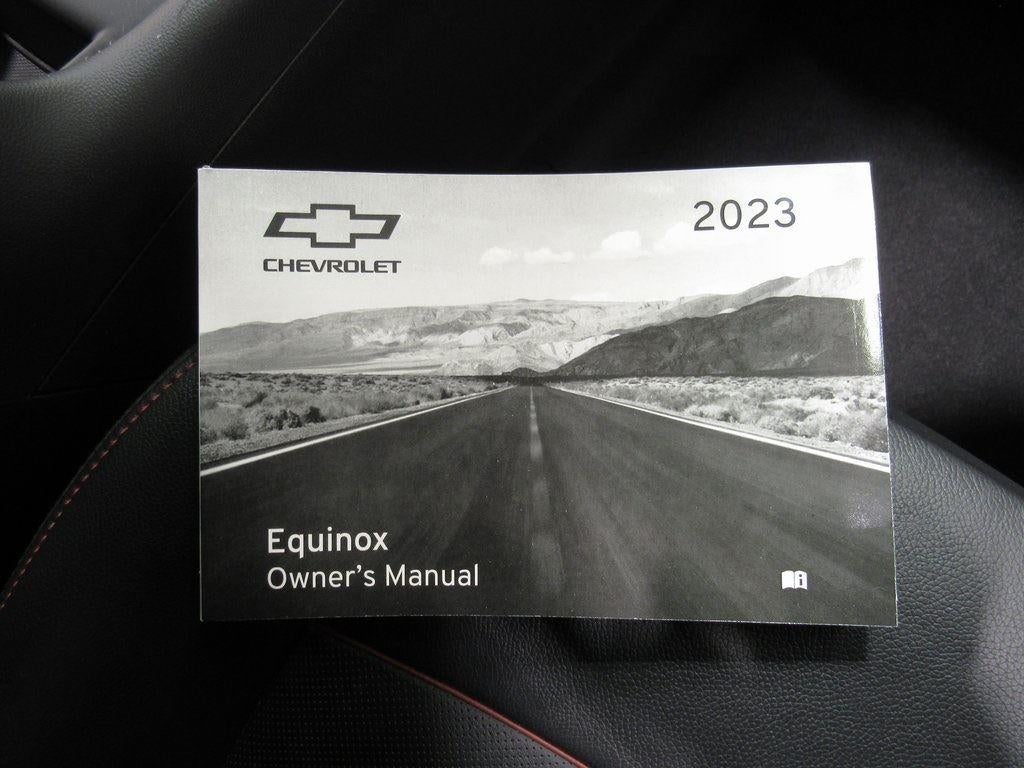 CHEVROLET
2023
Equinox
Owner's Manual